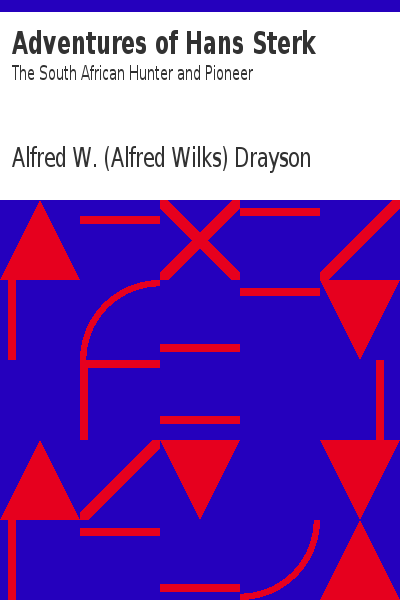 Adventures of Hans Sterk
The South African Hunter and Pioneer
Alfred W. (Alfred Wilks) Drayson